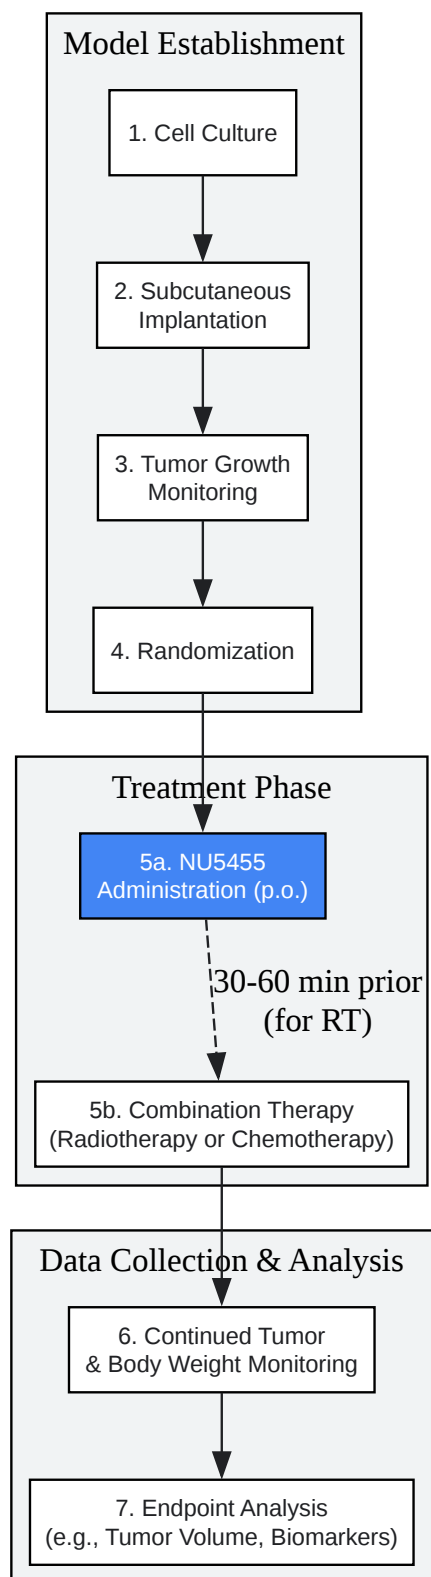 Model Establishment
1. Cell Culture
2. Subcutaneous
Implantation
3. Tumor Growth
Monitoring
4. Randomization
Treatment Phase
5a. NU5455
Administration (p.o.)
30-60 min prior
(for RT)
5b. Combination Therapy
(Radiotherapy or Chemotherapy)
Data Collection & Analysis
6. Continued Tumor
& Body Weight Monitoring
7. Endpoint Analysis
(e.g., Tumor Volume, Biomarkers)